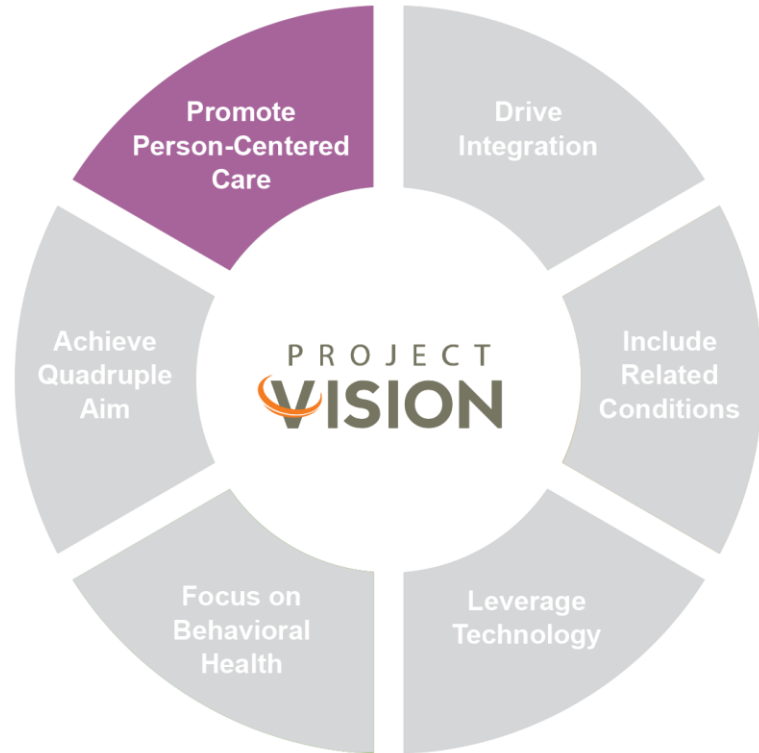 Promote
Person-Centered
Care
Drive
Integration
Include
Related
Conditions
Leverage
Technology
Focus on
Behavioral
Health
Achieve
Quadruple
Aim
PROJECT
VISION